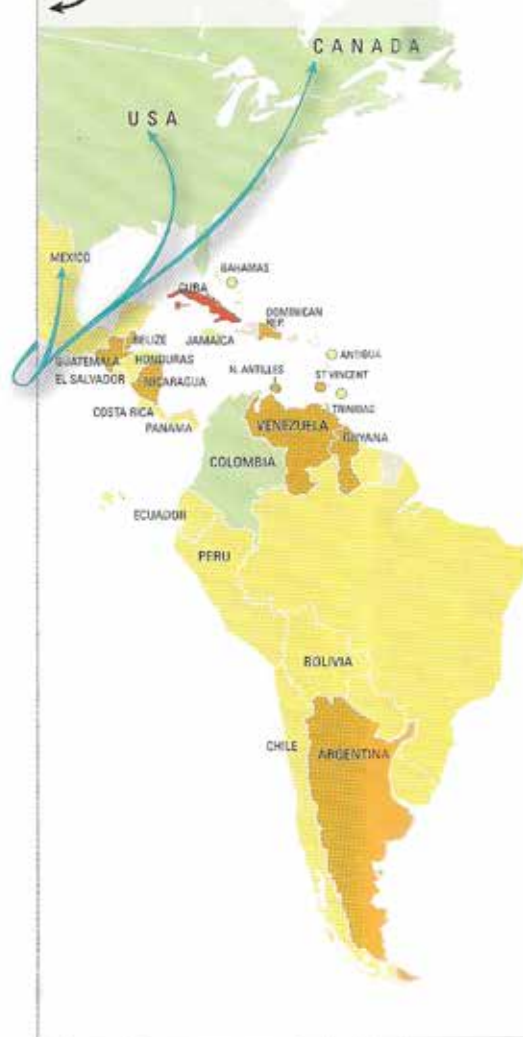 CANADA
USA
MEXICO
BAHAMAS
CUBA
DOMINICAN
REP.
BELIZE
JAMAICA
GUATEMALA
HONDURAS
ANTIGUA
EL SALVADOR
NICARAGUA
N. ANTILLES
ST VINCENT
COSTA RICA
TRINIDAD
PANAMA
VENEZUELA
GUYANA
COLOMBIA
ECUADOR
PERU
BOLIVIA
CHILE
ARGENTINA